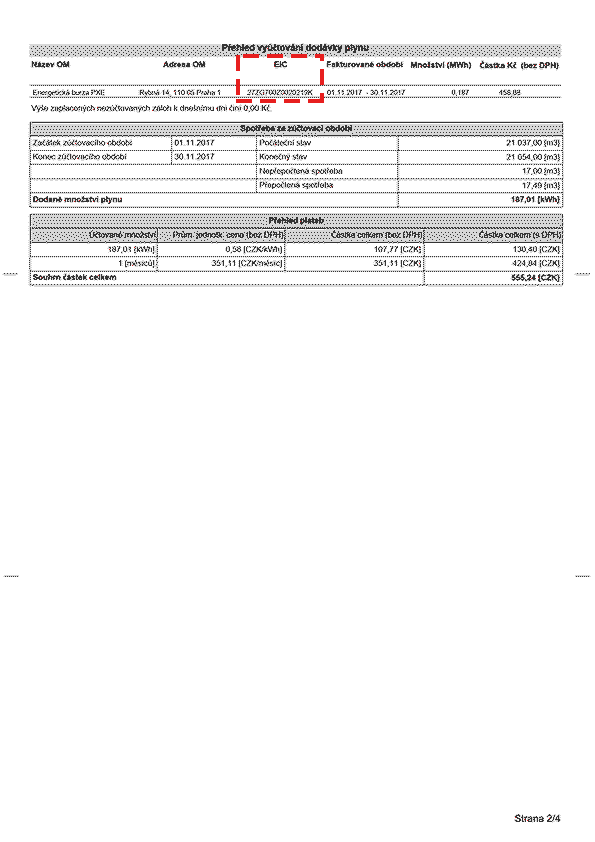 Přehled vyúčtování dodávky plynu
Název OM Adresa OM EIC Fakturované období Množství (MWh) Částka Kč (bez DPH)
Energetická burza PXE Rybná 14, 110 05 Praha 1 01.11.2017 - 30.11.2017 0,187 458,88
Výše zaplacených nezúčtovaných záloh k dnešnímu dni činí 0,00 Kč.
Spotřeba za zúčtovací období
Začátek zúčtovacího období 01.11.2017 Počáteční stav 21 037,00 [m3]
Konec zúčtovacího období 30.11.2017 Konečný stav 21 054,00 [m3]
Nepřepočtená spotřeba 17,00 [m3]
Přepočtená spotřeba 17,49 [m3]
Dodané množství plynu 187,01 [kWh]
Přehled plateb
Účtované množství Prům. jednotk. cena (bez DPH) Částka celkem (bez DPH) Částka celkem (s DPH)
187,01 [kWh] 0,58 [CZK/kWh] 107,77 [CZK] 130,40 [CZK]
1 [měsíců] 351,11 [CZK/měsíc] 351,11 [CZK] 424,84 [CZK]
Souhrn částek celkem 555,24 [CZK]
Strana 2/4